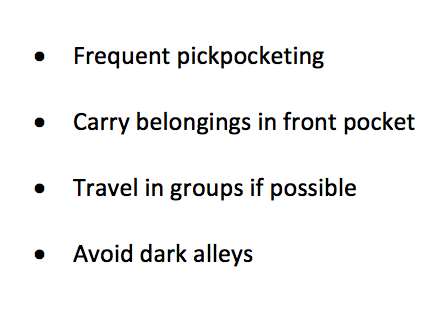 • Frequent pickpocketing
• Carry belongings in front pocket
• Travel in groups if possible
• Avoid dark alleys